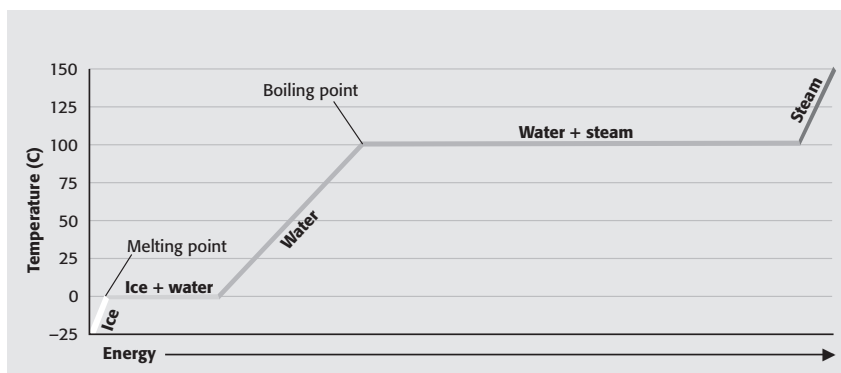 150
125
100
75
50
25
0
−25
Temperature (C)
Boiling point
Melting point
Ice
Ice + water
Water
Water + steam
Steam
Energy